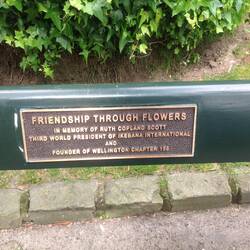 FRIENDSHIP THROUGH FLOWERS
IN MEMORY OF RUTH COPLAND SCOTT
THIRD WORLD PRESIDENT OF IKEBANA INTERNATIONAL
AND
FOUNDER OF WELLINGTON CHAPTER 156